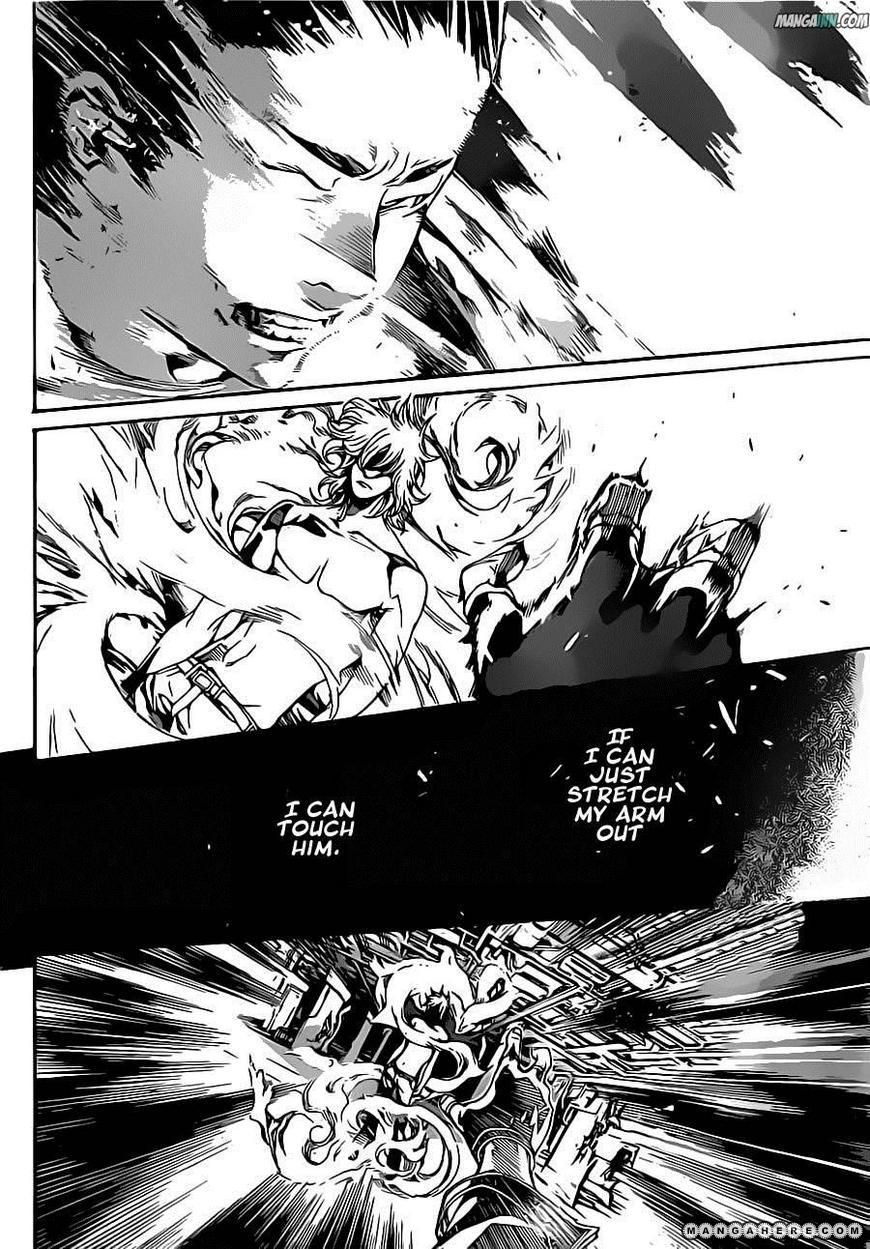 MANGAINN.COM
IF
I CAN
JUST
STRETCH
MY ARM
OUT
I CAN
TOUCH
HIM.
MANGAHERE.COM